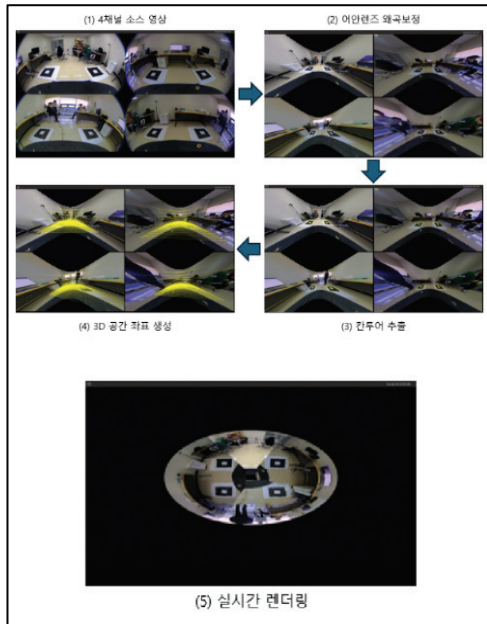 (1) 4채널 소스 영상
(2) 어안렌즈 왜곡보정
(3) 칸투어 추출
(4) 3D 공간 좌표 생성
(5) 실시간 렌더링